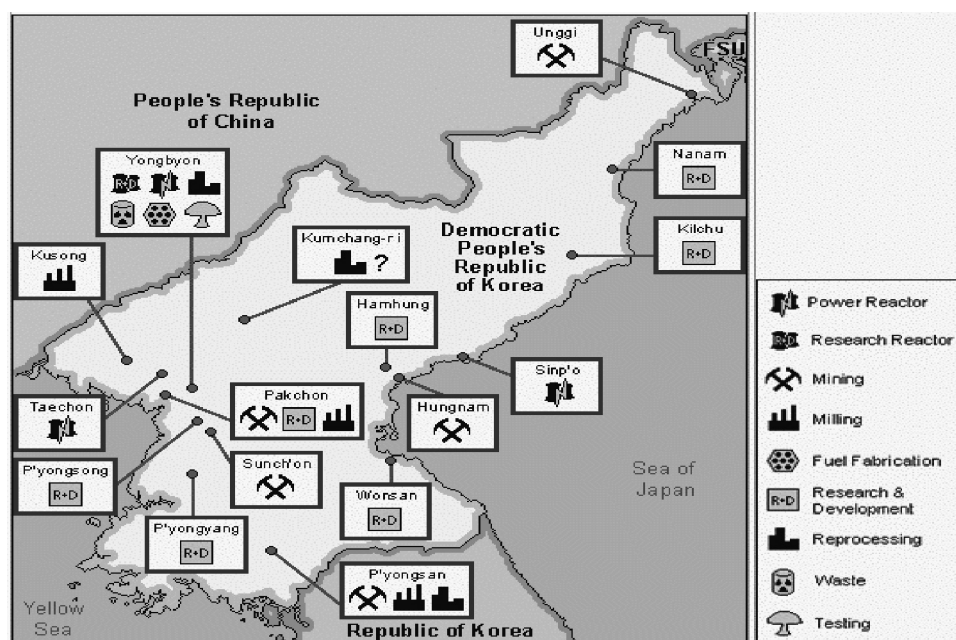 Unggi
FSU
People's Republic
of China
Yongbyon
R+D
Nanam
R+D
Kilchu
R+D
Democratic
People's
Republic
of Korea
Kumchang-ri
?
Kusong
Hamhung
R+D
Sinp'o
Taechon
Pakchon
R+D
Hungnam
P'yongsong
R+D
Sunch'on
Wonsan
R+D
Sea of
Japan
P'yongyang
R+D
P'yongsan
Yellow
Sea
Republic of Korea
Power Reactor
R+D Research Reactor
Mining
Milling
Fuel Fabrication
R+D Research &
Development
Reprocessing
Waste
Testing